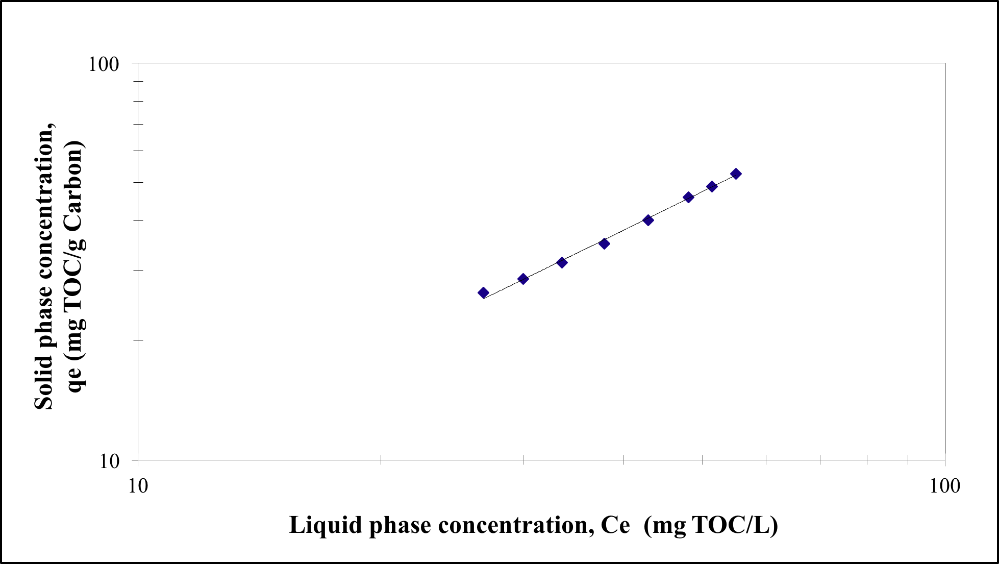 100
Solid phase concentration,
qe (mg TOC/g Carbon)
10
10
100
Liquid phase concentration, Ce  (mg TOC/L)